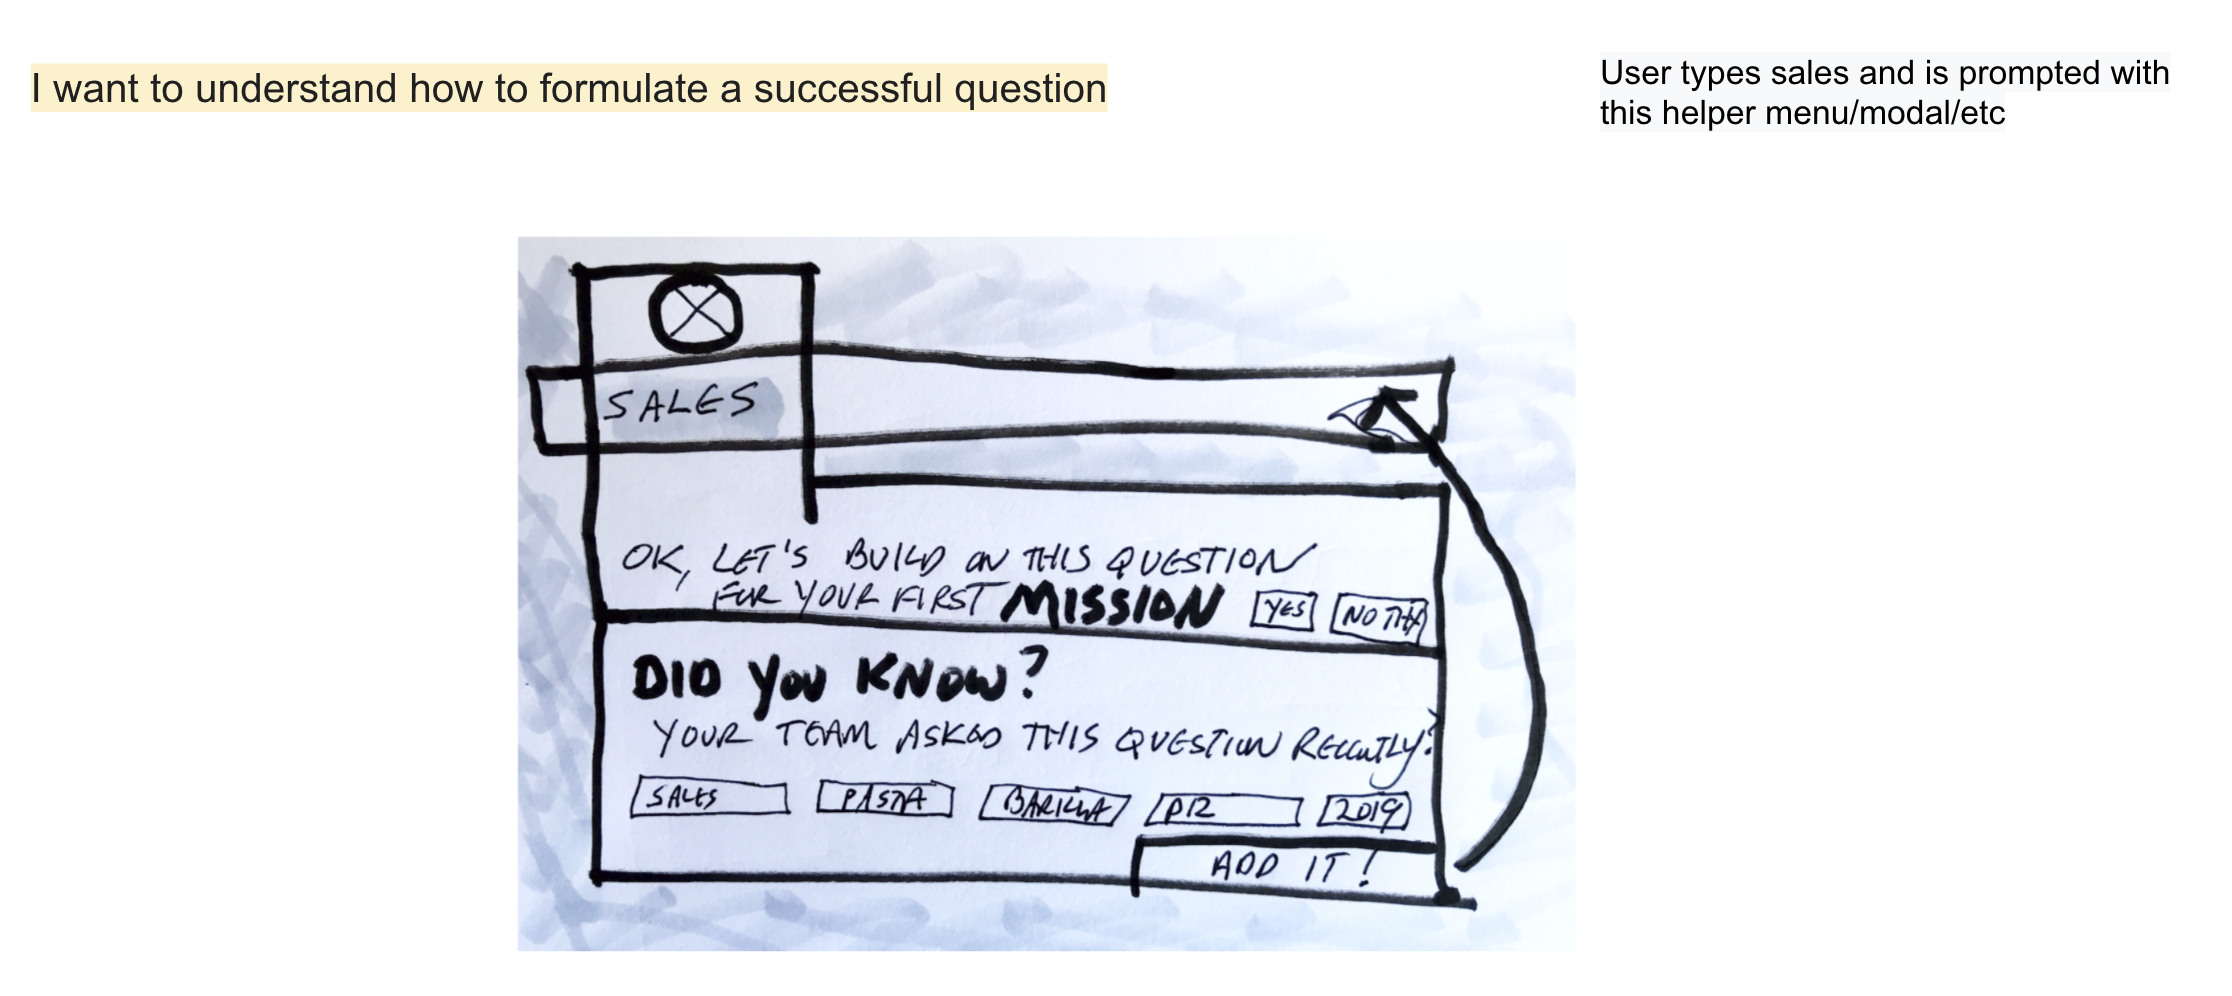 I want to understand how to formulate a successful question
User types sales and is prompted with
this helper menu/modal/etc
SALES
OK, LET'S BUILD ON THIS QUESTION
FOR YOUR FIRST MISSION YES NO THX
DID YOU KNOW?
YOUR TEAM ASKED THIS QUESTION RECENTLY?
SALES PASTA BARILLA P12 2019
ADD IT!